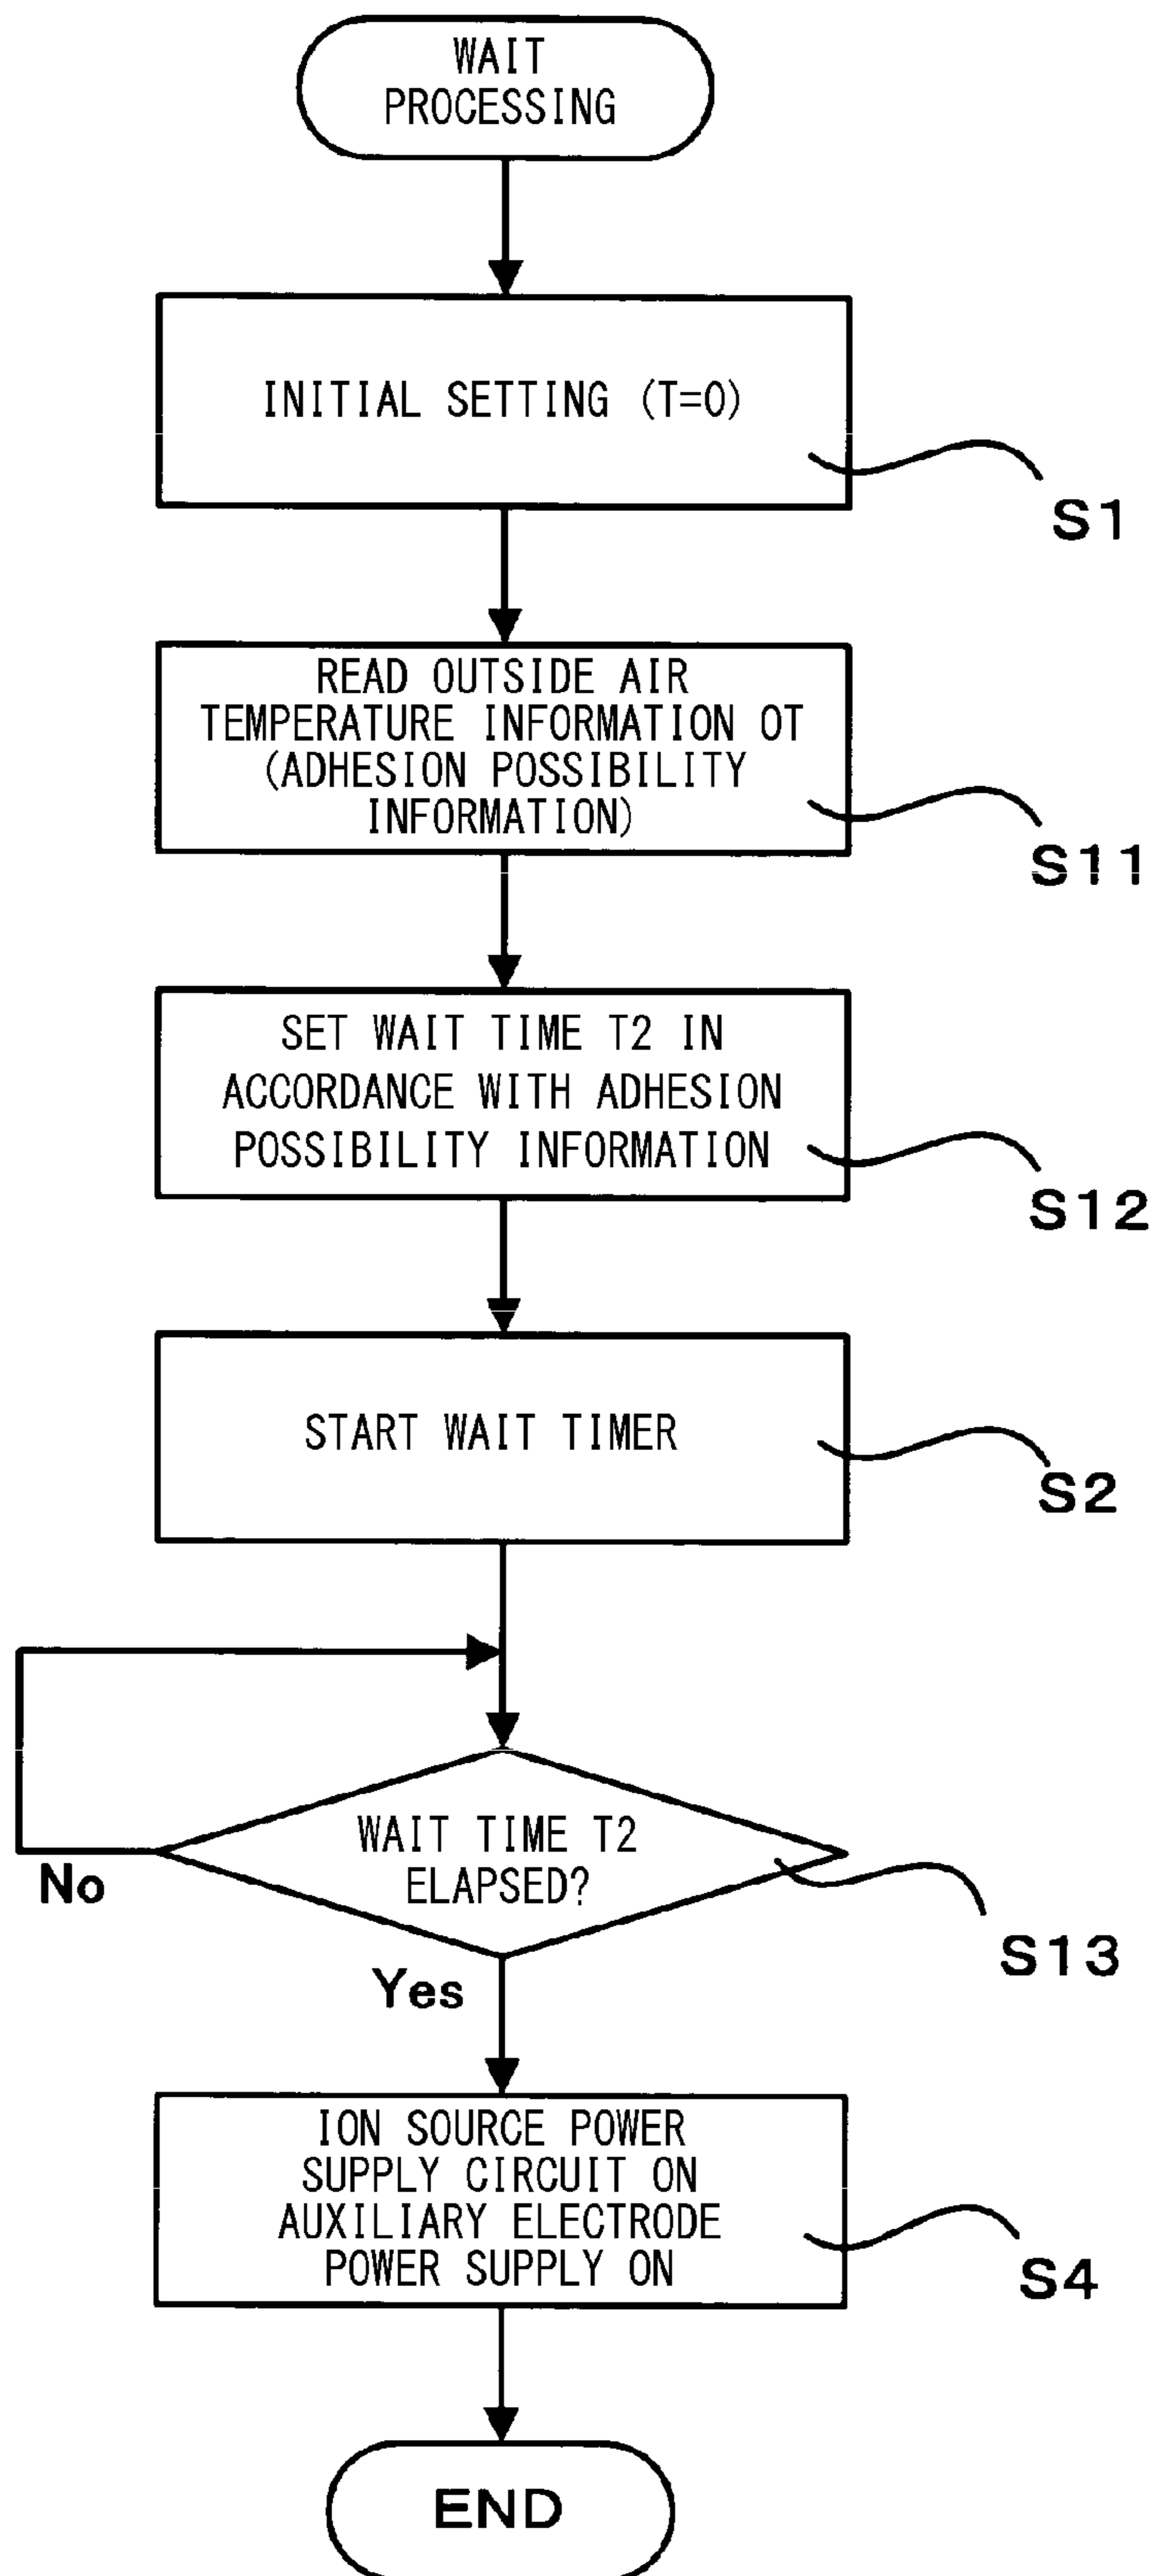 WAIT
PROCESSING
INITIAL SETTING (T=0)
S1
READ OUTSIDE AIR
TEMPERATURE INFORMATION OT
(ADHESION POSSIBILITY
INFORMATION)
S11
SET WAIT TIME T2 IN
ACCORDANCE WITH ADHESION
POSSIBILITY INFORMATION
S12
START WAIT TIMER
S2
WAIT TIME T2
ELAPSED?
No
S13
Yes
ION SOURCE POWER
SUPPLY CIRCUIT ON
AUXILIARY ELECTRODE
POWER SUPPLY ON
S4
END